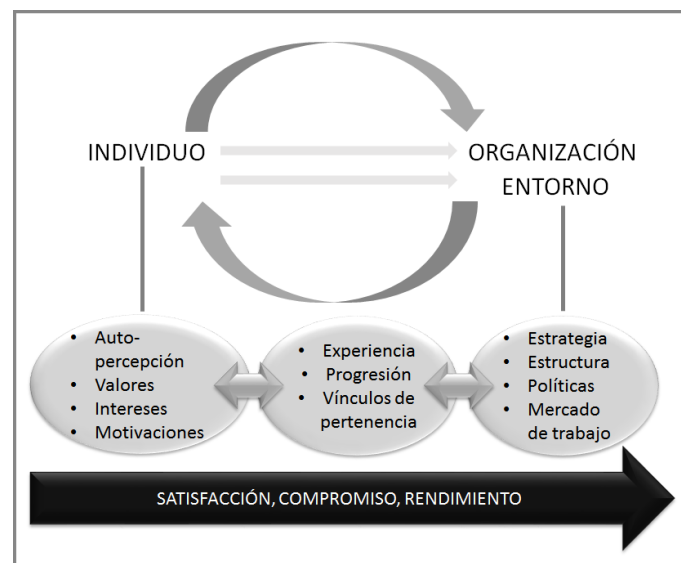 INDIVIDUO
ORGANIZACIÓN
ENTORNO
• Auto-
percepción
• Valores
• Intereses
• Motivaciones
• Experiencia
• Progresión
• Vínculos de
pertenencia
• Estrategia
• Estructura
• Políticas
• Mercado
de trabajo
SATISFACCIÓN, COMPROMISO, RENDIMIENTO